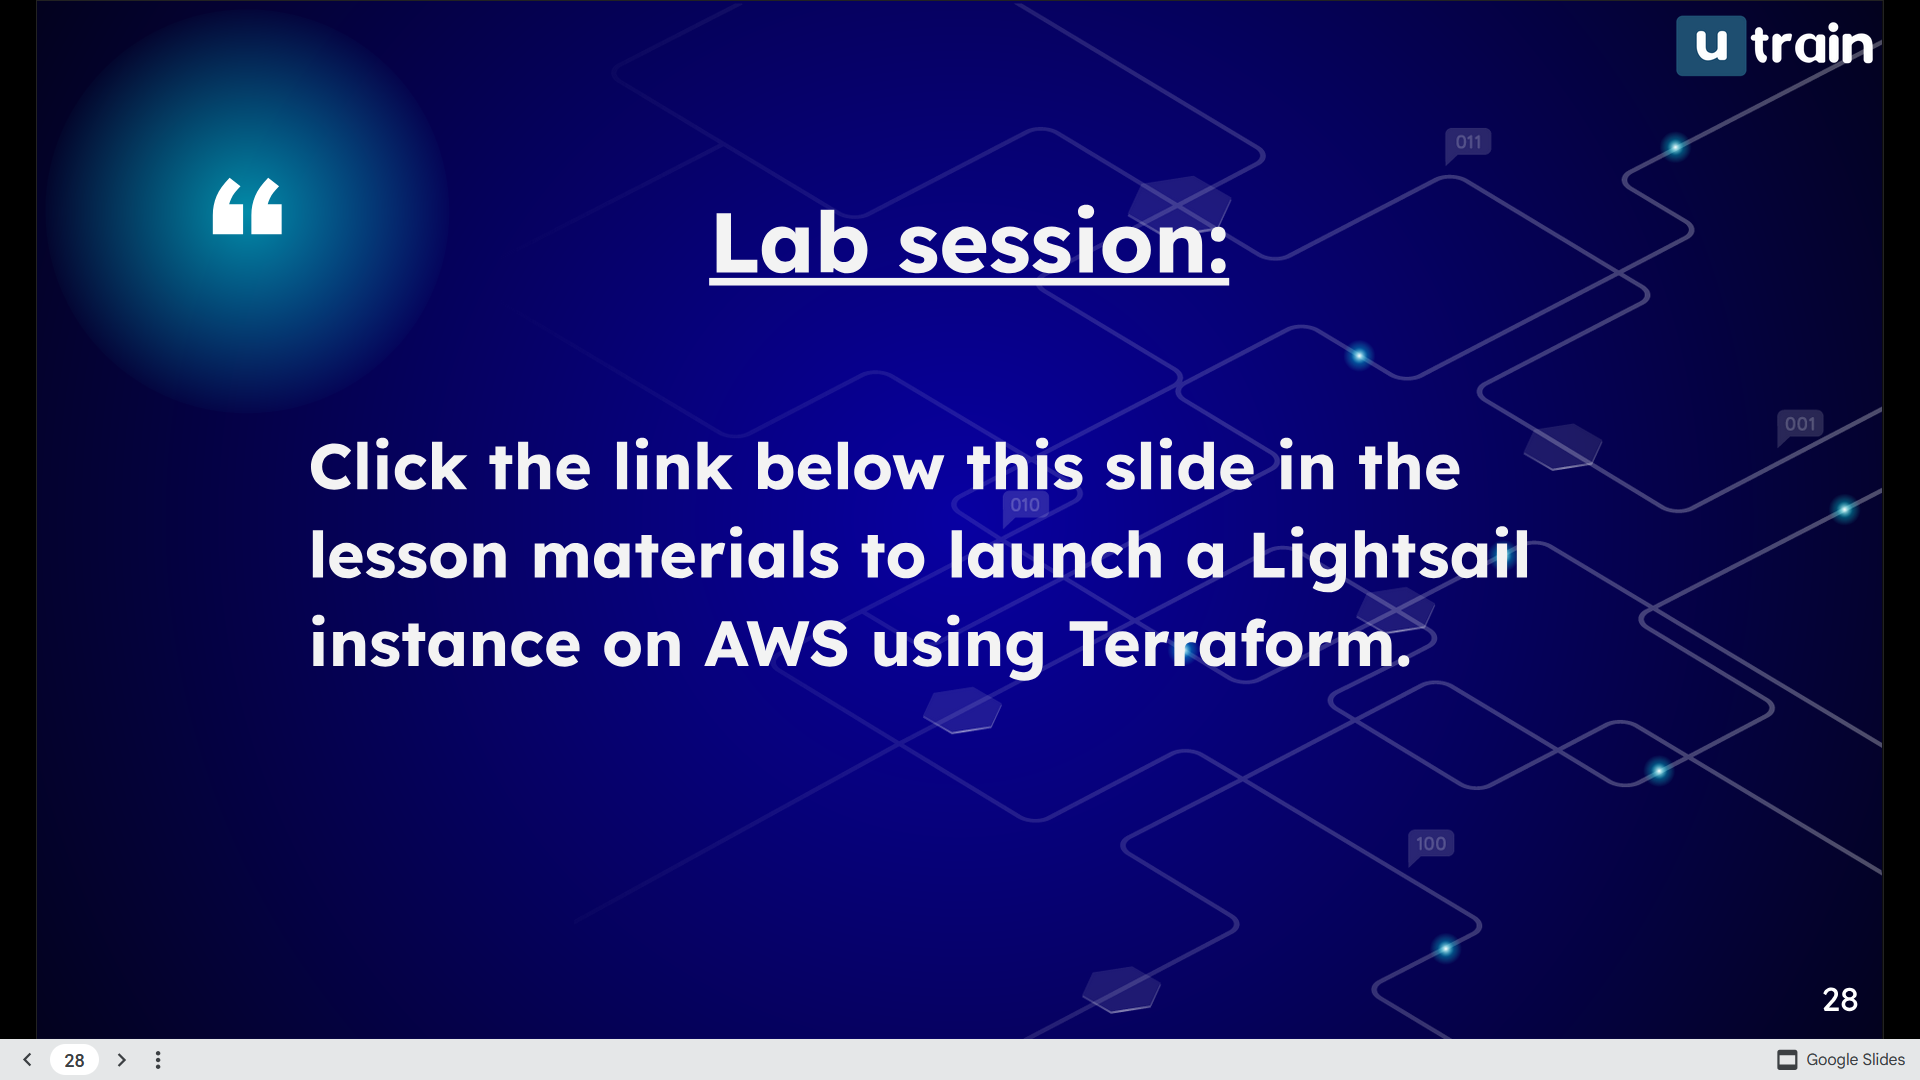 u train
011
“
Lab session:
001
Click the link below this slide in the
010
lesson materials to launch a Lightsail
instance on AWS using Terraform.
100
28
28
Google Slides